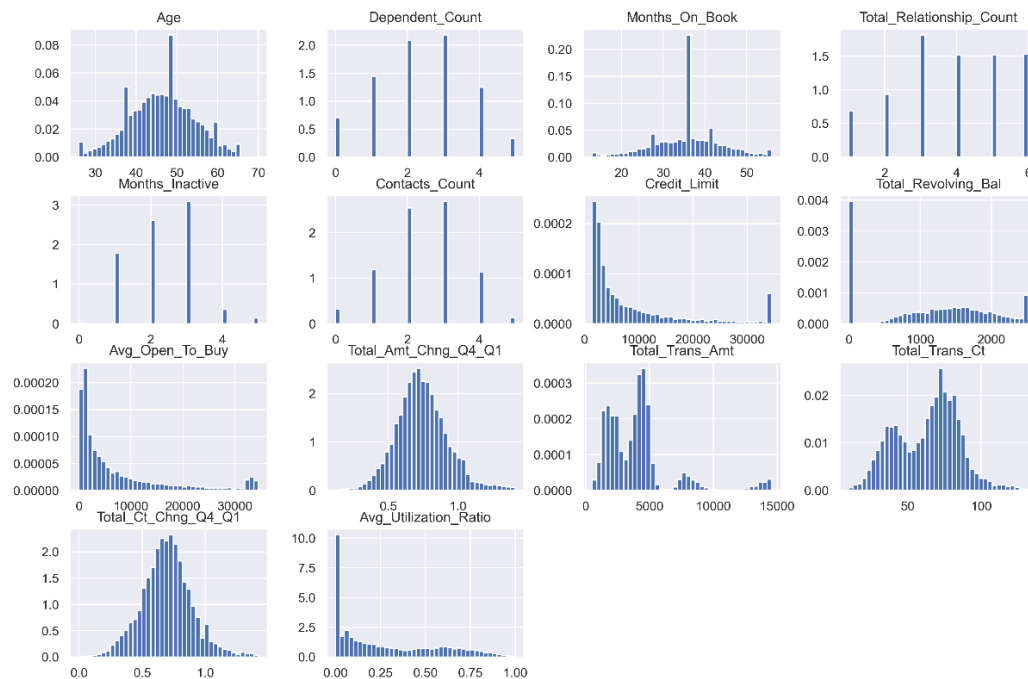 Age Dependent_Count Months_On_Book Total_Relationship_Count
0.08 2.0 0.20 1.5
0.06 1.5 0.15 1.0
0.04 1.0 0.10 0.5
0.02 0.5 0.05
0.00 0.0 0.00 0.0
30 40 50 60 70 0 2 4 20 30 40 50 2 4 6
Months_Inactive Contacts_Count Credit_Limit Total_Revolving_Bal
3 2 0.0002 0.004
2 0.003
1 1 0.0001 0.002
0.001
0 0 0.0000 0.000
0 2 4 0 2 4 0 10000 20000 30000 0 1000 2000
Avg_Open_To_Buy Total_Amt_Chng_Q4_Q1 Total_Trans_Amt Total_Trans_Ct
0.00020 2 0.0003 0.02
0.00015 0.0002
0.00010 1 0.01
0.00005 0.0001
0.00000 0 0.0000 0.00
0 10000 20000 30000 0.5 1.0 0 5000 10000 15000 50 100
Total_Ct_Chng_Q4_Q1 Avg_Utilization_Ratio
2.0 10.0
1.5 7.5
1.0 5.0
0.5 2.5
0.0 0.0
0.0 0.5 1.0 0.00 0.25 0.50 0.75 1.00